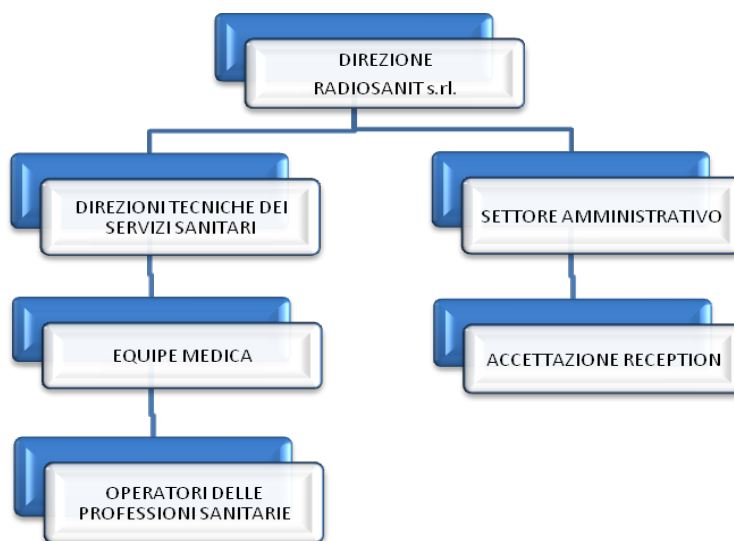 DIREZIONE
RADIOSANIT s.rl.
DIREZIONI TECNICHE DEI
SERVIZI SANITARI
SETTORE AMMINISTRATIVO
EQUIPE MEDICA
ACCETTAZIONE RECEPTION
OPERATORI DELLE
PROFESSIONI SANITARIE